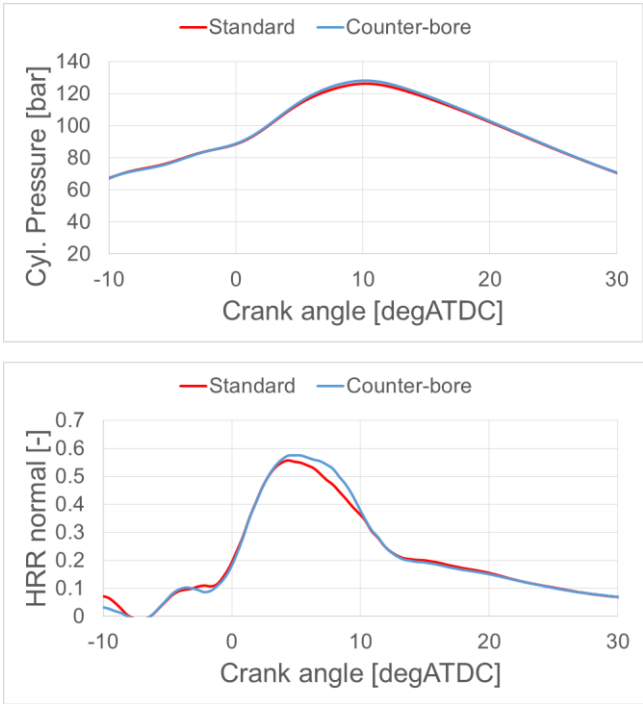 Standard Counter-bore
Cyl. Pressure [bar]
140
120
100
80
60
40
20
-10 0 10 20 30
Crank angle [degATDC]
Standard Counter-bore
HRR normal [-]
0.7
0.6
0.5
0.4
0.3
0.2
0.1
0
-10 0 10 20 30
Crank angle [degATDC]